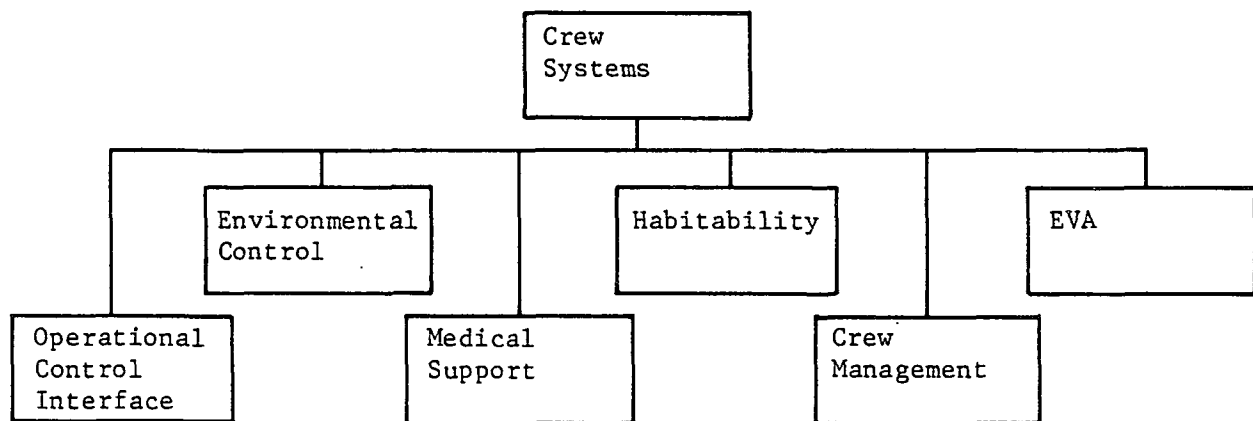 Crew
Systems
Environmental
Control
Habitability
EVA
Operational
Control
Interface
Medical
Support
Crew
Management